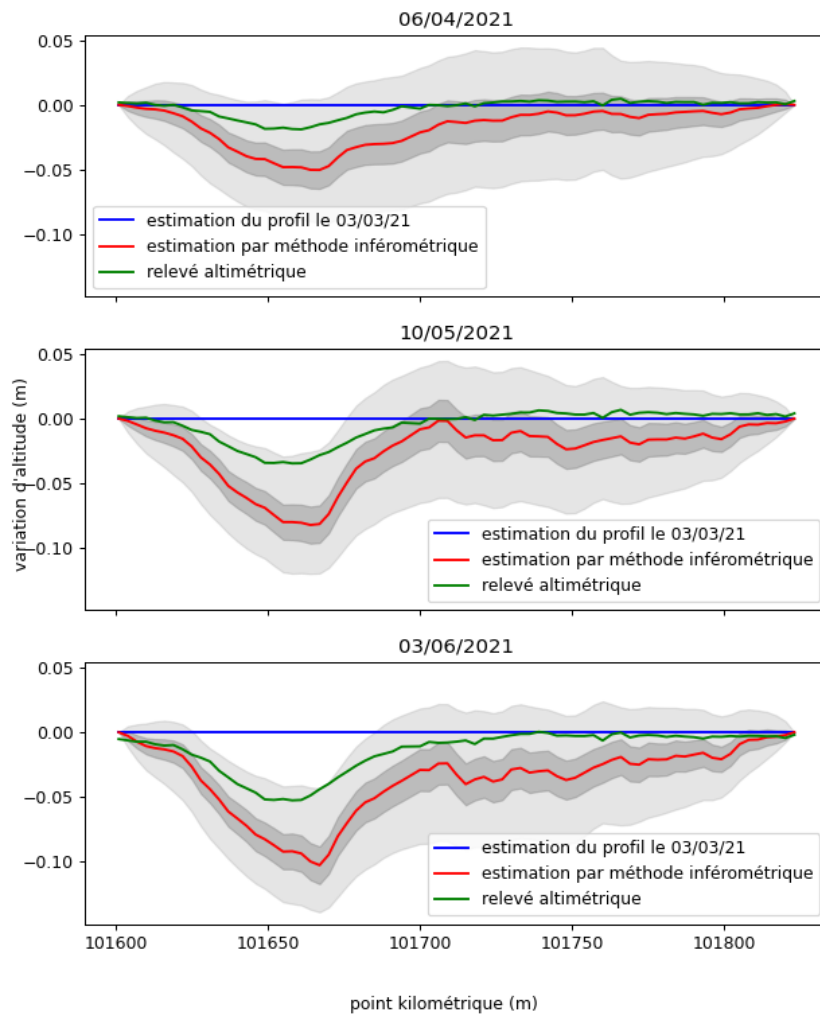 06/04/2021
0.05
0.00
−0.05
−0.10
estimation du profil le 03/03/21
estimation par méthode inférométrique
relevé altimétrique
10/05/2021
0.05
0.00
−0.05
−0.10
variation d'altitude (m)
estimation du profil le 03/03/21
estimation par méthode inférométrique
relevé altimétrique
03/06/2021
0.05
0.00
−0.05
−0.10
estimation du profil le 03/03/21
estimation par méthode inférométrique
relevé altimétrique
101600 101650 101700 101750 101800
point kilométrique (m)